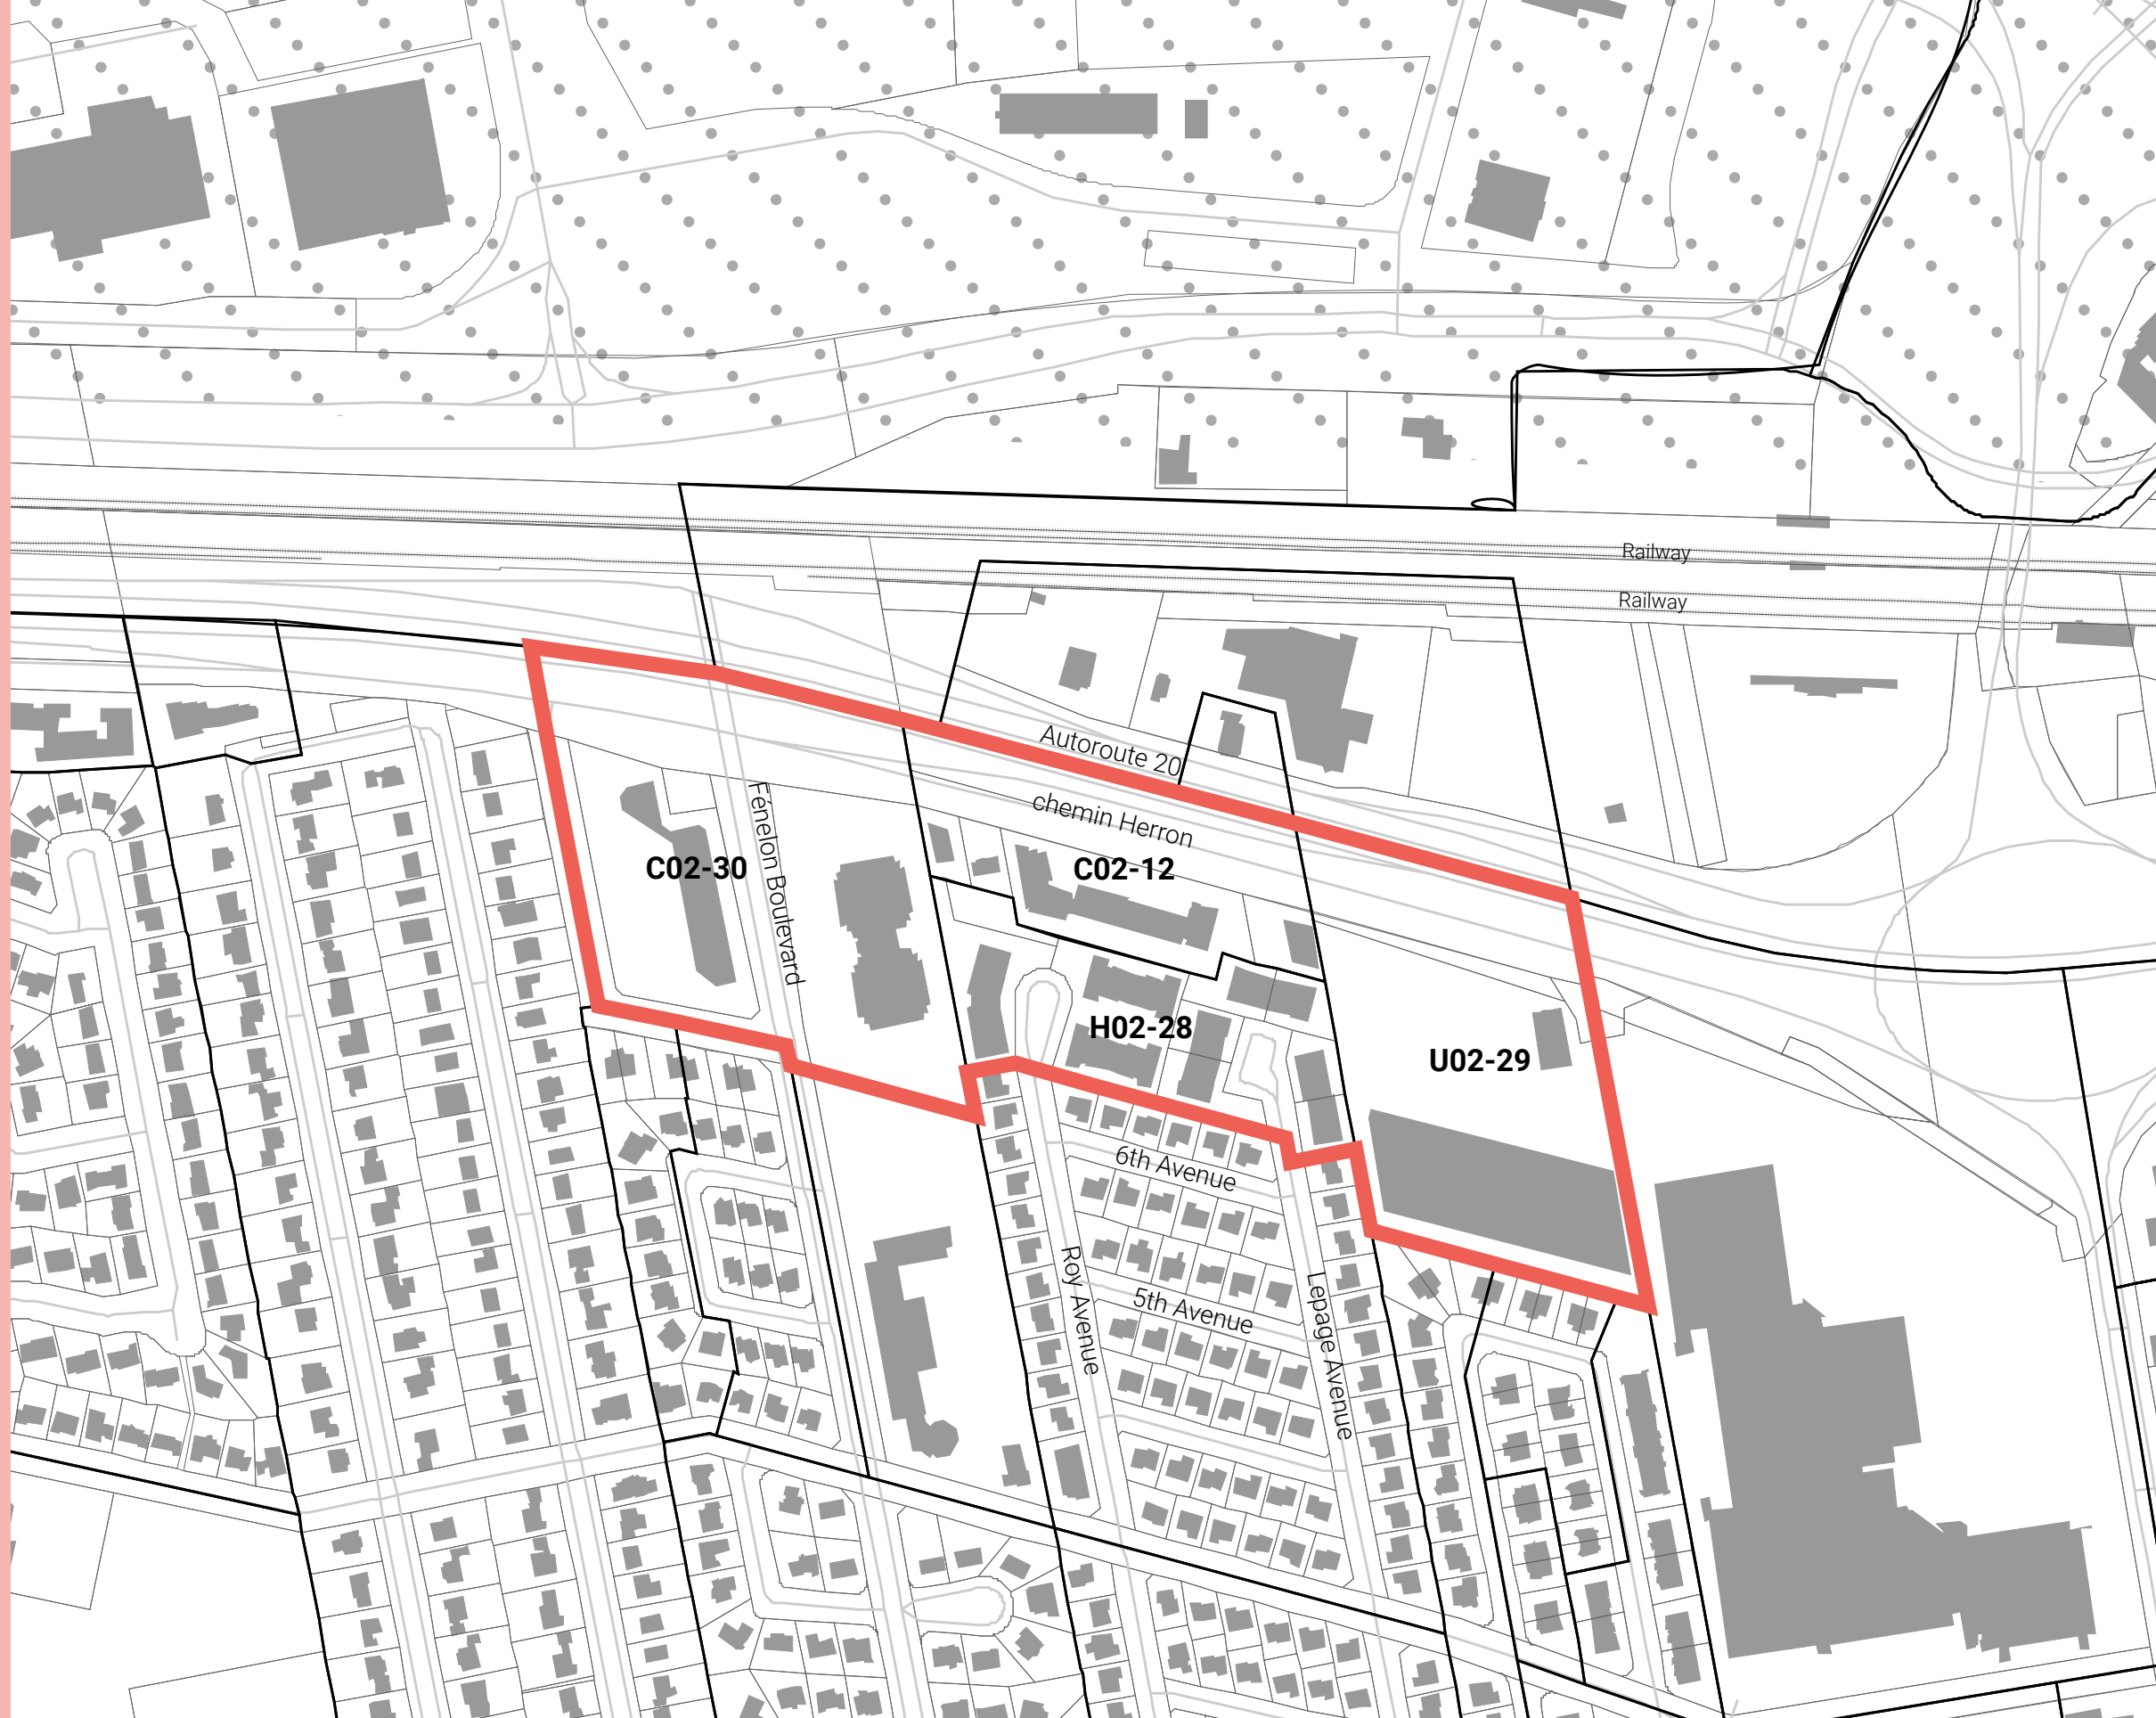 Railway
Railway
Autoroute 20
chemin Herron
Fénelon Boulevard
C02-30
C02-12
H02-28
U02-29
6th Avenue
5th Avenue
Roy Avenue
Lepage Avenue